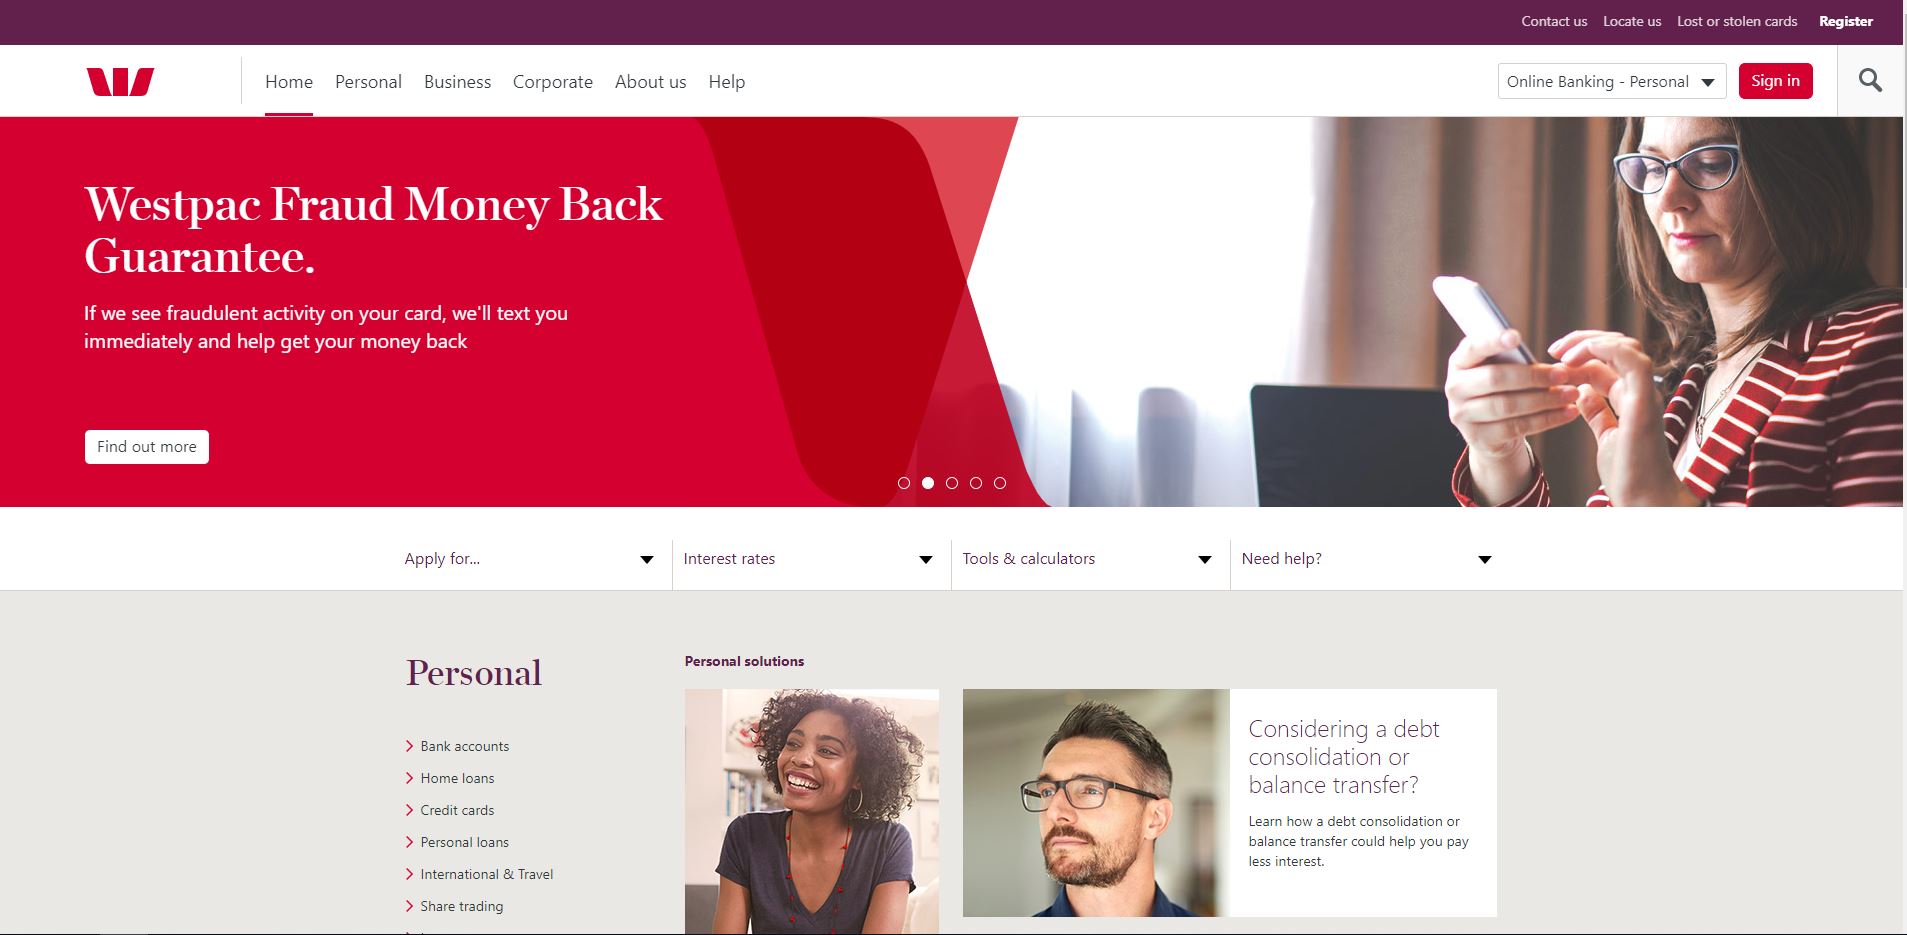 Contact us Locate us Lost or stolen cards Register
Home Personal Business Corporate About us Help
Online Banking - Personal Sign in
Westpac Fraud Money Back
Guarantee.
If we see fraudulent activity on your card, we'll text you
immediately and help get your money back
Find out more
Apply for... Interest rates Tools & calculators Need help?
Personal
Bank accounts
Home loans
Credit cards
Personal loans
International & Travel
Share trading
Personal solutions
Considering a debt
consolidation or
balance transfer?
Learn how a debt consolidation or
balance transfer could help you pay
less interest.